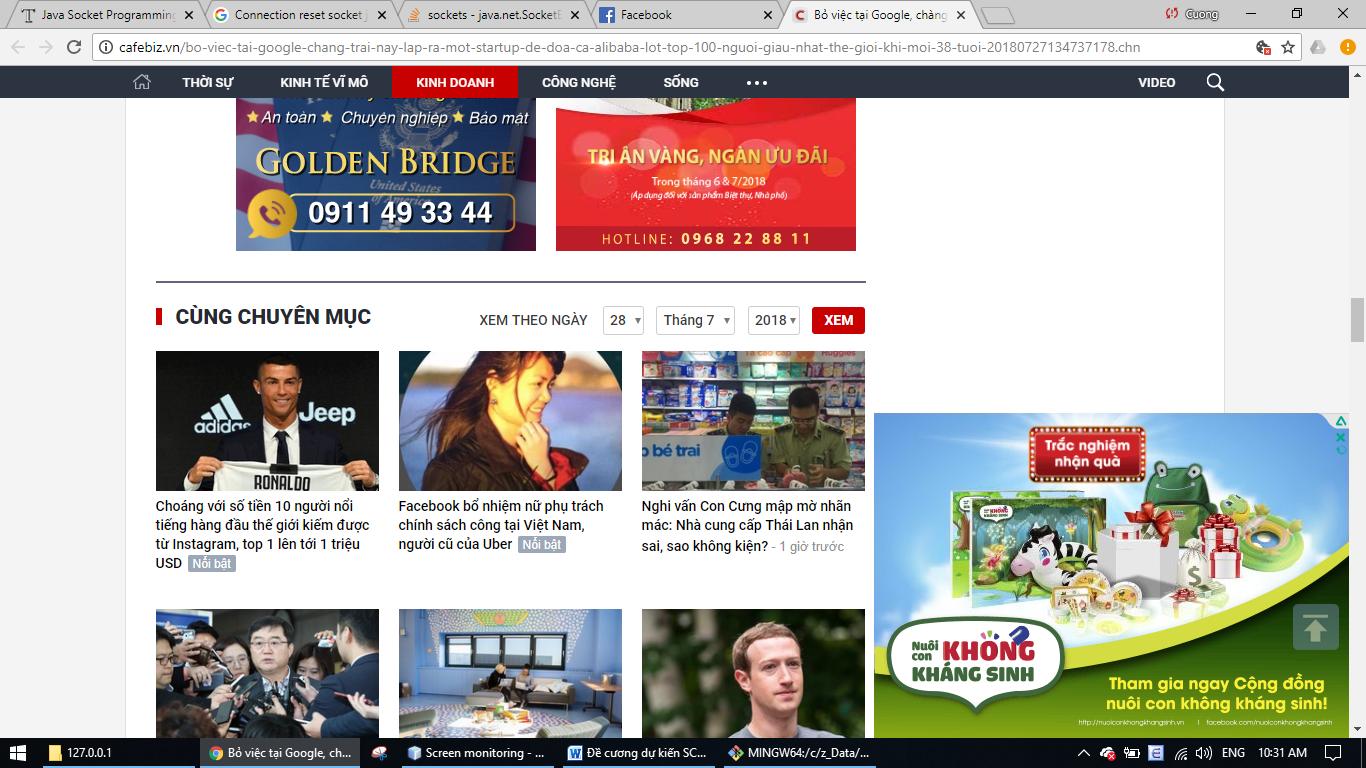 Java Socket Programming
Connection reset socket j
sockets - java.net.SocketE
Facebook
Bỏ việc tại Google, chàng
Cuong
cafebiz.vn/bo-viec-tai-google-chang-trai-nay-lap-ra-mot-startup-de-doa-ca-alibaba-lot-top-100-nguoi-giau-nhat-the-gioi-khi-moi-38-tuoi-20180727134737178.chn
THỜI SỰ
KINH TẾ VĨ MÔ
KINH DOANH
CÔNG NGHỆ
SỐNG
VIDEO
An toàn Chuyên nghiệp Bảo mật
GOLDEN BRIDGE
United States
of America
0911 49 33 44
TRI ÂN VÀNG, NGÀN ƯU ĐÃI
Trong tháng 6 & 7/2018
(Áp dụng đối với sản phẩm Biệt thự, Nhà phố)
HOTLINE: 0968 22 88 11
CÙNG CHUYÊN MỤC
XEM THEO NGÀY
28
Tháng 7
2018
XEM
adidas
Jeep
RONALDO
Choáng với số tiền 10 người nổi
tiếng hàng đầu thế giới kiếm được
từ Instagram, top 1 lên tới 1 triệu
USD Nổi bật
Facebook bổ nhiệm nữ phụ trách
chính sách công tại Việt Nam,
người cũ của Uber Nổi bật
Tã cao cấp
Huggies
bé trai
Nghi vấn Con Cưng mập mờ nhãn
mác: Nhà cung cấp Thái Lan nhận
sai, sao không kiện? - 1 giờ trước
Trắc nghiệm
nhận quà
Nuôi con
KHÔNG
KHÁNG SINH
Tham gia ngay Cộng đồng
nuôi con không kháng sinh!
http://nuoiconkhongkhangsinh.vn | facebook.com/nuoiconkhongkhangsinh
127.0.0.1
Bỏ việc tại Google, ch...
Screen monitoring - ...
Đề cương dự kiến SC...
MINGW64:/c/z_Data/...
ENG
10:31 AM